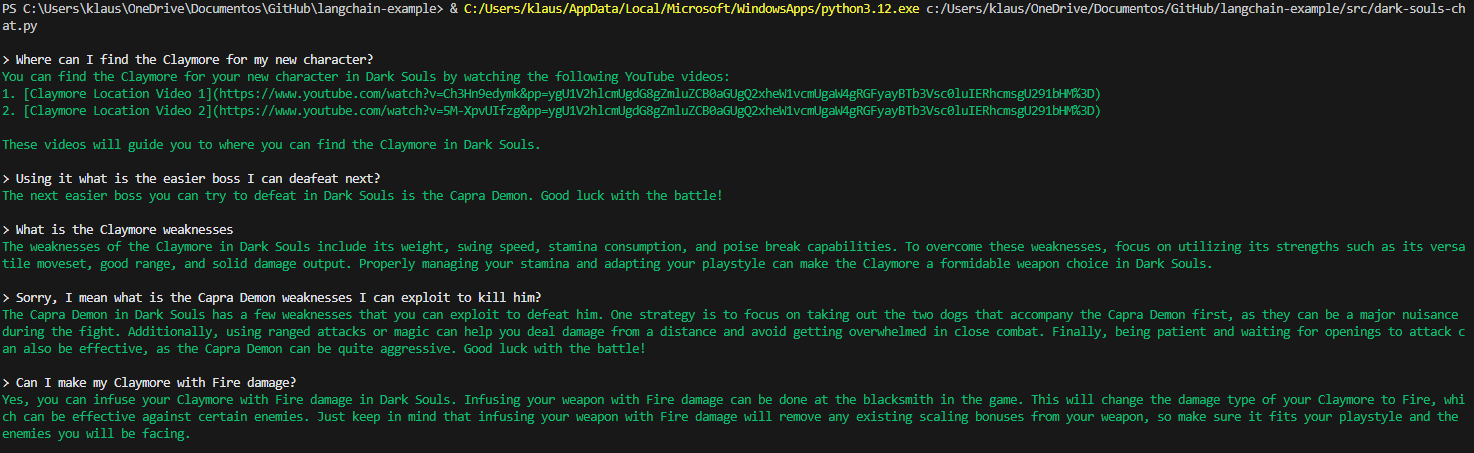 PS C:\Users\klaus\OneDrive\Documentos\GitHub\langchain-example> & C:/Users/klaus/AppData/Local/Microsoft/WindowsApps/python3.12.exe c:/Users/klaus/OneDrive/Documentos/GitHub/langchain-example/src/dark-souls-ch
at.py
> Where can I find the Claymore for my new character?
You can find the Claymore for your new character in Dark Souls by watching the following YouTube videos:
1. [Claymore Location Video 1](https://www.youtube.com/watch?v=Ch3Hn9edymk&pp=ygU1V2hlcmUgdG8gZmluZCB0aGUgQ2xheW1vcmUgaW4gRGFyayBTb3Vsc0luIERhcmsgU291bHM%3D)
2. [Claymore Location Video 2](https://www.youtube.com/watch?v=5M-XpvUIfzg&pp=ygU1V2hlcmUgdG8gZmluZCB0aGUgQ2xheW1vcmUgaW4gRGFyayBTb3Vsc0luIERhcmsgU291bHM%3D)
These videos will guide you to where you can find the Claymore in Dark Souls.
> Using it what is the easier boss I can deafeat next?
The next easier boss you can try to defeat in Dark Souls is the Capra Demon. Good luck with the battle!
> What is the Claymore weaknesses
The weaknesses of the Claymore in Dark Souls include its weight, swing speed, stamina consumption, and poise break capabilities. To overcome these weaknesses, focus on utilizing its strengths such as its versa
tile moveset, good range, and solid damage output. Properly managing your stamina and adapting your playstyle can make the Claymore a formidable weapon choice in Dark Souls.
> Sorry, I mean what is the Capra Demon weaknesses I can exploit to kill him?
The Capra Demon in Dark Souls has a few weaknesses that you can exploit to defeat him. One strategy is to focus on taking out the two dogs that accompany the Capra Demon first, as they can be a major nuisance
during the fight. Additionally, using ranged attacks or magic can help you deal damage from a distance and avoid getting overwhelmed in close combat. Finally, being patient and waiting for openings to attack c
an also be effective, as the Capra Demon can be quite aggressive. Good luck with the battle!
> Can I make my Claymore with Fire damage?
Yes, you can infuse your Claymore with Fire damage in Dark Souls. Infusing your weapon with Fire damage can be done at the blacksmith in the game. This will change the damage type of your Claymore to Fire, whi
ch can be effective against certain enemies. Just keep in mind that infusing your weapon with Fire damage will remove any existing scaling bonuses from your weapon, so make sure it fits your playstyle and the
enemies you will be facing.